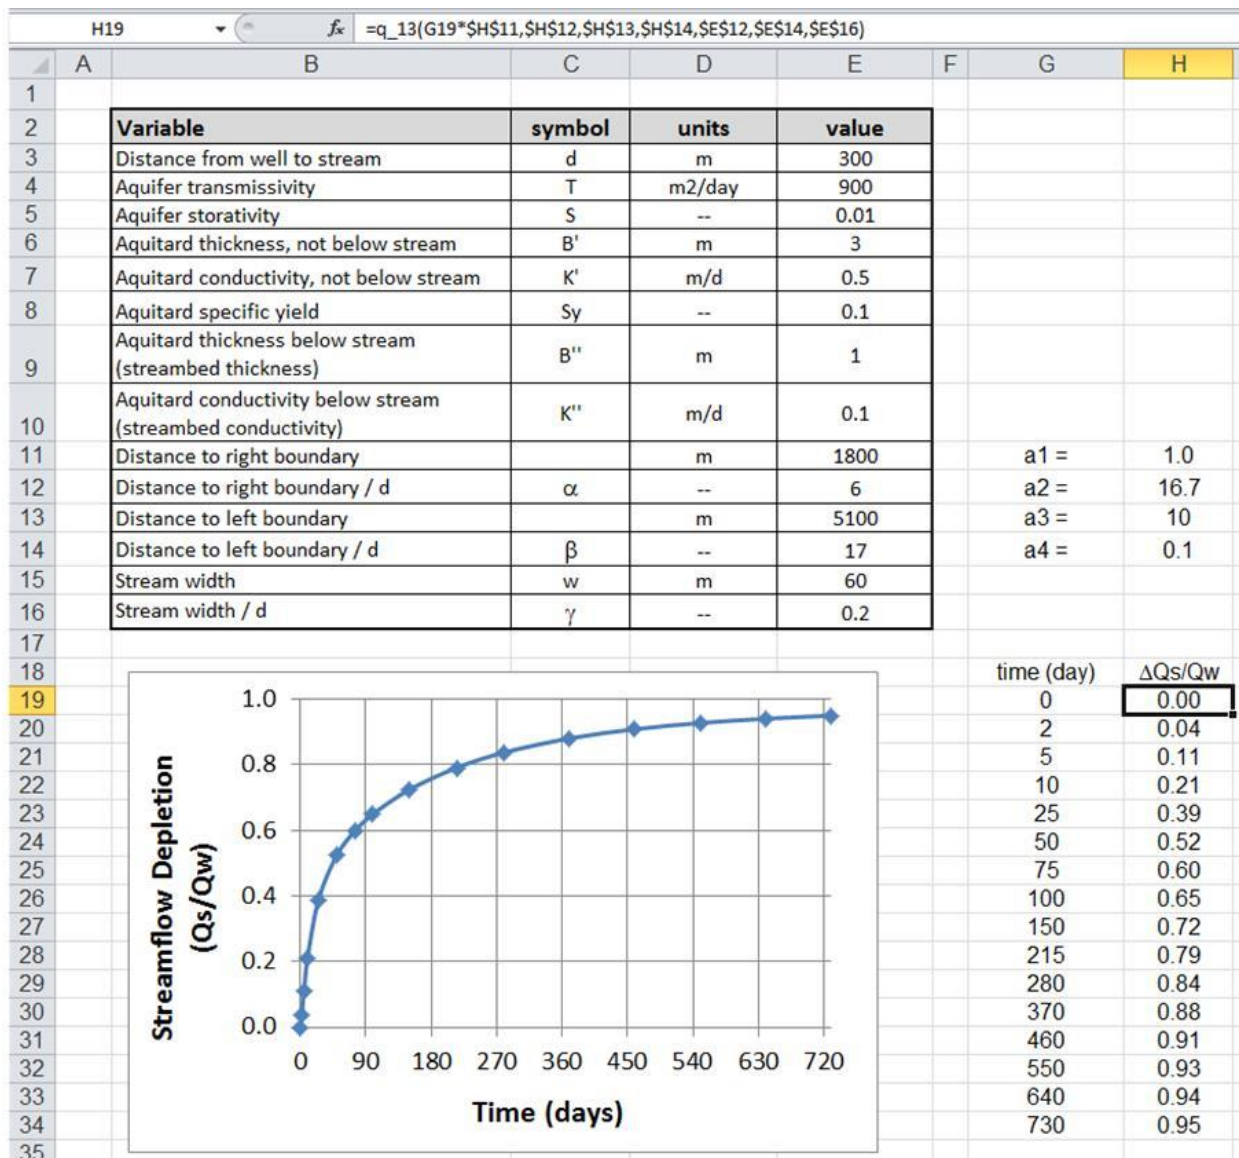 H19 fx =q_13(G19*$H$11,$H$12,$H$13,$H$14,$E$12,$E$14,$E$16)
A B C D E F G H
1
2 Variable symbol units value
3 Distance from well to stream d m 300
4 Aquifer transmissivity T m2/day 900
5 Aquifer storativity S -- 0.01
6 Aquitard thickness, not below stream B' m 3
7 Aquitard conductivity, not below stream K' m/d 0.5
8 Aquitard specific yield Sy -- 0.1
Aquitard thickness below stream
9 (streambed thickness) B'' m 1
Aquitard conductivity below stream
10 (streambed conductivity) K'' m/d 0.1
11 Distance to right boundary m 1800 a1 = 1.0
12 Distance to right boundary / d α -- 6 a2 = 16.7
13 Distance to left boundary m 5100 a3 = 10
14 Distance to left boundary / d β -- 17 a4 = 0.1
15 Stream width w m 60
16 Stream width / d γ -- 0.2
17
18 time (day) ΔQs/Qw
19 0 0.00
20 2 0.04
21 5 0.11
22 10 0.21
23 25 0.39
24 50 0.52
25 75 0.60
26 100 0.65
27 150 0.72
28 215 0.79
29 280 0.84
30 370 0.88
31 460 0.91
32 550 0.93
33 640 0.94
34 730 0.95
35
Streamflow Depletion
(Qs/Qw)
1.0
0.8
0.6
0.4
0.2
0.0
0 90 180 270 360 450 540 630 720
Time (days)